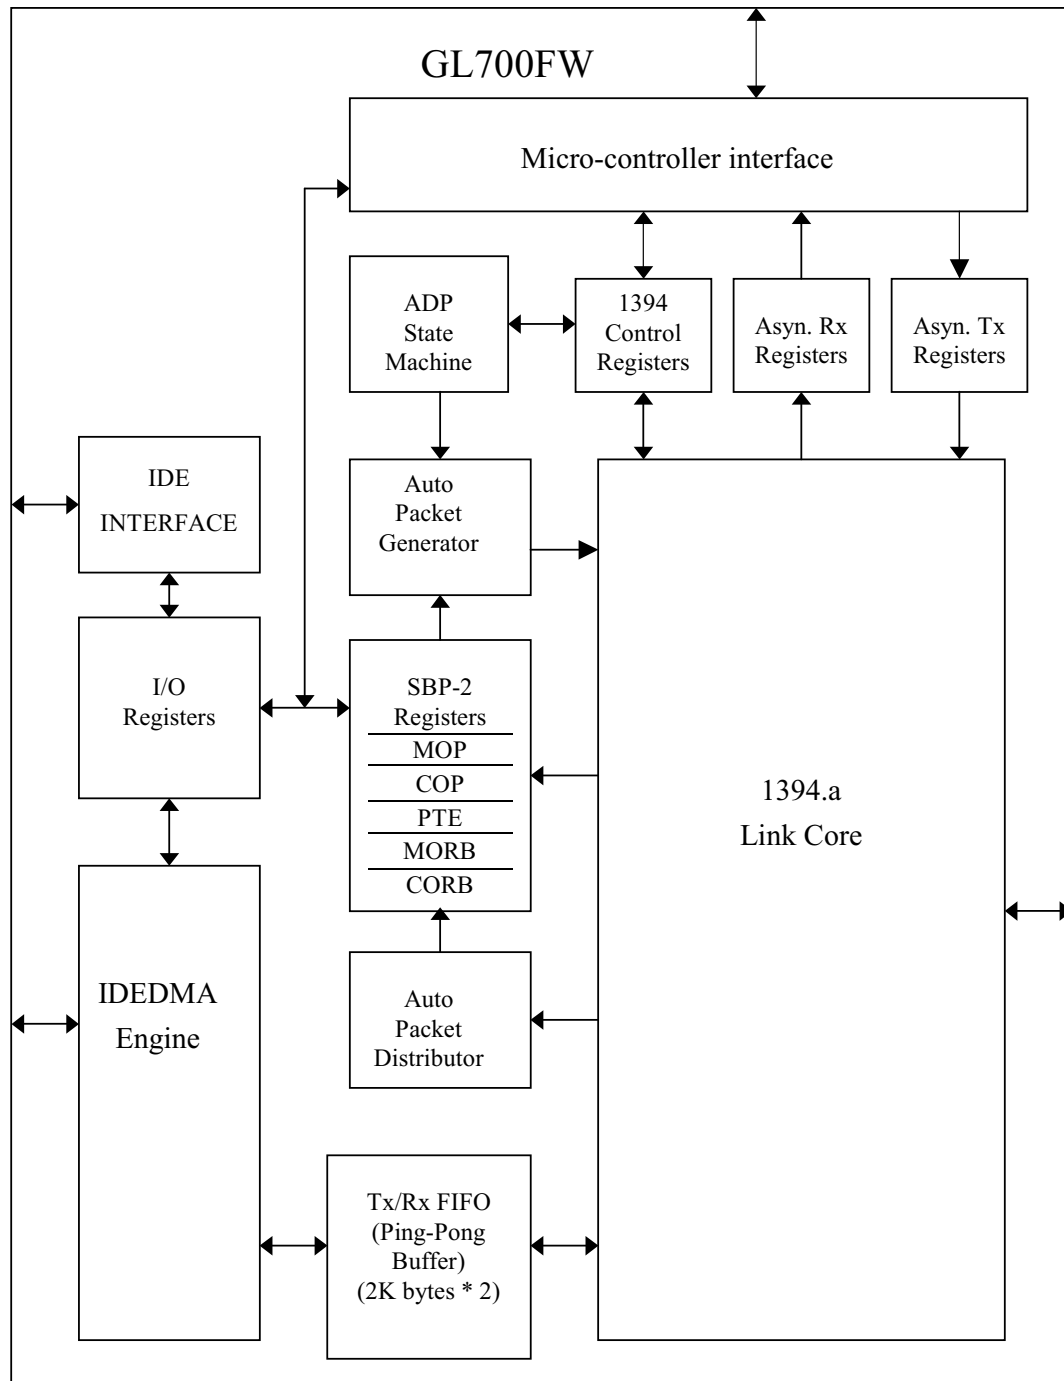 GL700FW
Micro-controller interface
ADP
State
Machine
1394
Control
Registers
Asyn. Rx
Registers
Asyn. Tx
Registers
IDE
INTERFACE
Auto
Packet
Generator
I/O
Registers
SBP-2
Registers
MOP
COP
PTE
MORB
CORB
1394.a
Link Core
IDEDMA
Engine
Auto
Packet
Distributor
Tx/Rx FIFO
(Ping-Pong
Buffer)
(2K bytes * 2)